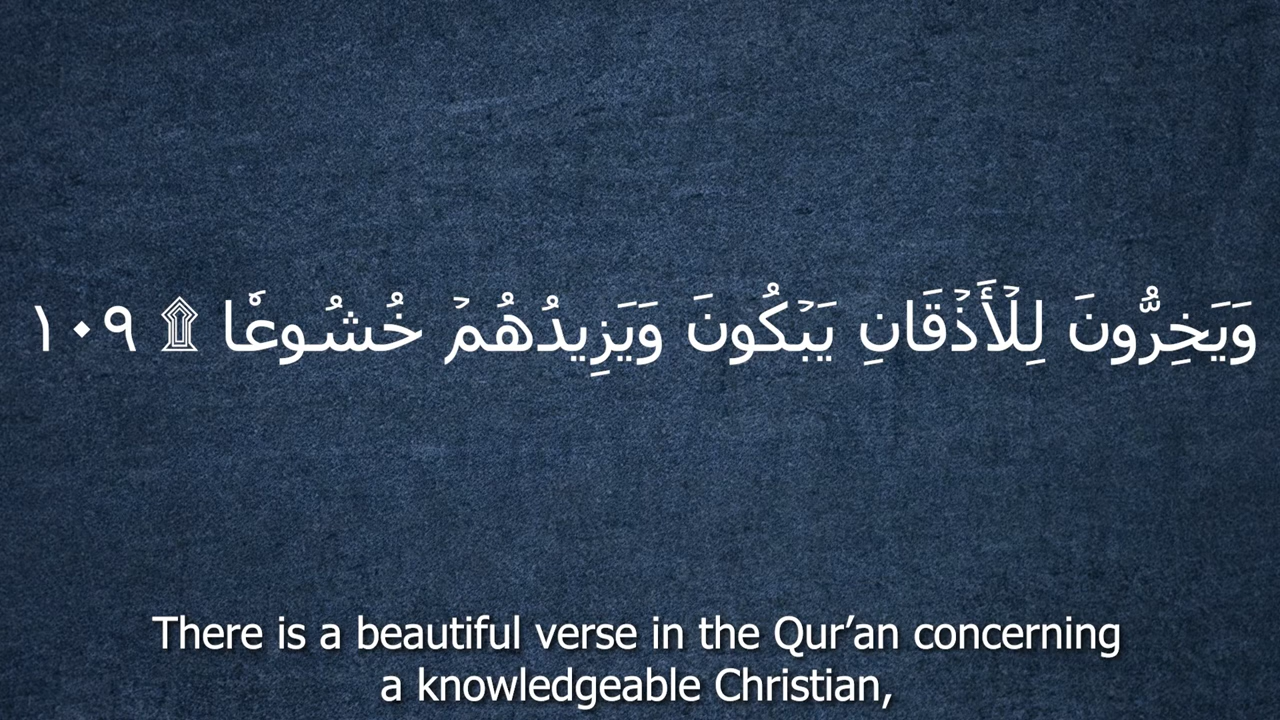 وَيَخِرُّونَ لِلۡأَذۡقَانِ يَبۡكُونَ وَيَزِيدُهُمۡ خُشُوعٗا ۩ ١٠٩
There is a beautiful verse in the Qur’an concerning
a knowledgeable Christian,